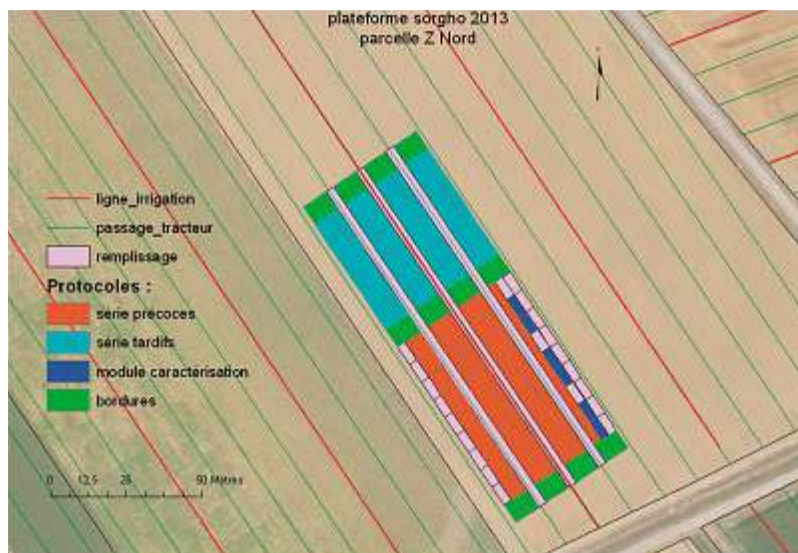 plateforme sorgho 2013
parcelle Z Nord
ligne_irrigation
passage_tracteur
remplissage
Protocoles :
serie precoces
serie tardifs
module caracterisation
bordures
0 12,5 25 50 Mètres